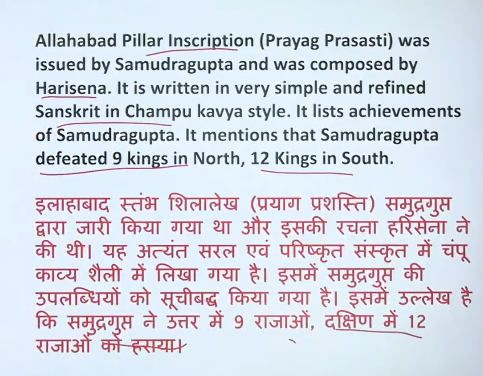 Allahabad Pillar Inscription (Prayag Prasasti) was
issued by Samudragupta and was composed by
Harisena. It is written in very simple and refined
Sanskrit in Champu kavya style. It lists achievements
of Samudragupta. It mentions that Samudragupta
defeated 9 kings in North, 12 Kings in South.
इलाहाबाद स्तंभ शिलालेख (प्रयाग प्रशस्ति) समुद्रगुप्त
द्वारा जारी किया गया था और इसकी रचना हरिसेना ने
की थी। यह अत्यंत सरल एवं परिष्कृत संस्कृत में चंपू
काव्य शैली में लिखा गया है। इसमें समुद्रगुप्त की
उपलब्धियों को सूचीबद्ध किया गया है। इसमें उल्लेख है
कि समुद्रगुप्त ने उत्तर में 9 राजाओं, दक्षिण में 12
राजाओं को